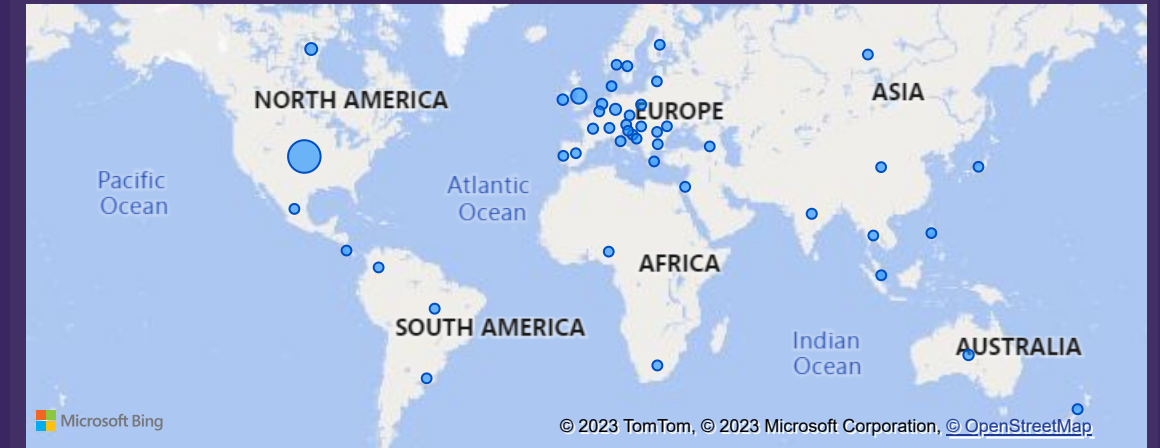 NORTH AMERICA
EUROPE
ASIA
Pacific
Ocean
Atlantic
Ocean
AFRICA
SOUTH AMERICA
Indian
Ocean
AUSTRALIA
Microsoft Bing
© 2023 TomTom, © 2023 Microsoft Corporation, © OpenStreetMap